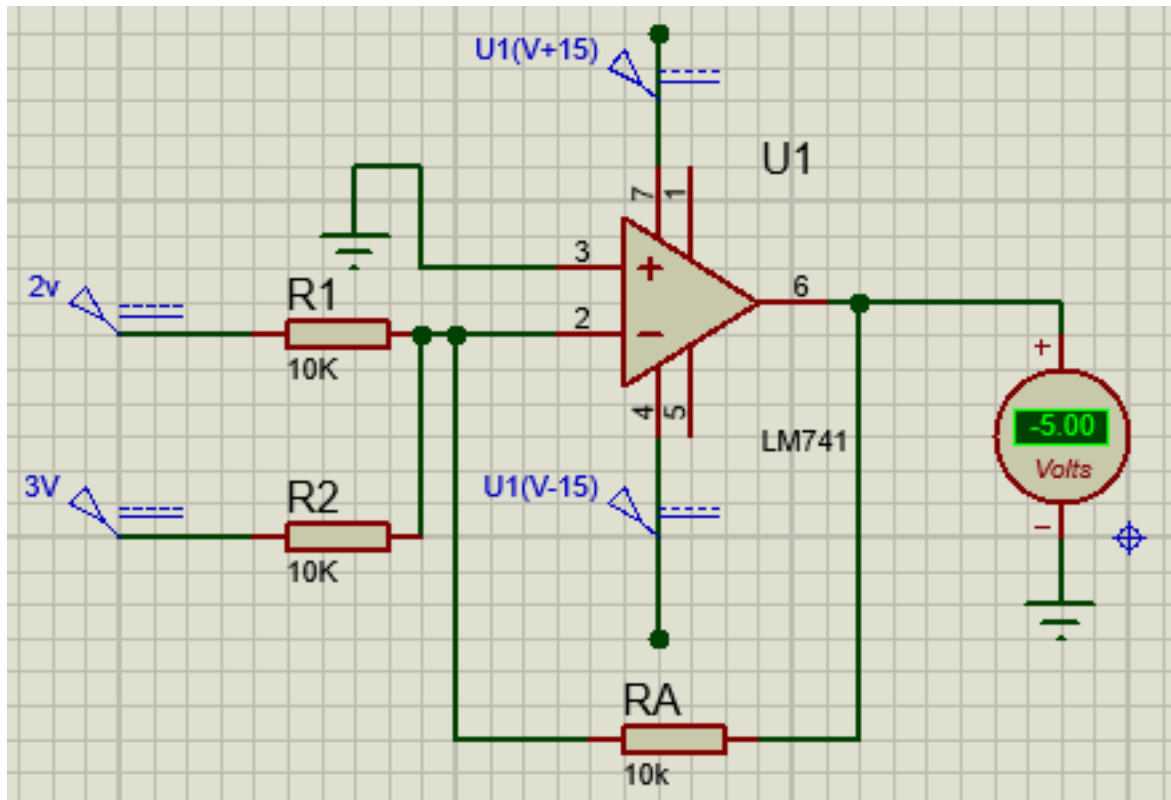 U1(V+15)
U1
7
1
3
+
6
2v
R1
10K
2
−
+
4
5
LM741
-5.00
Volts
−
3V
R2
10K
U1(V-15)
RA
10k